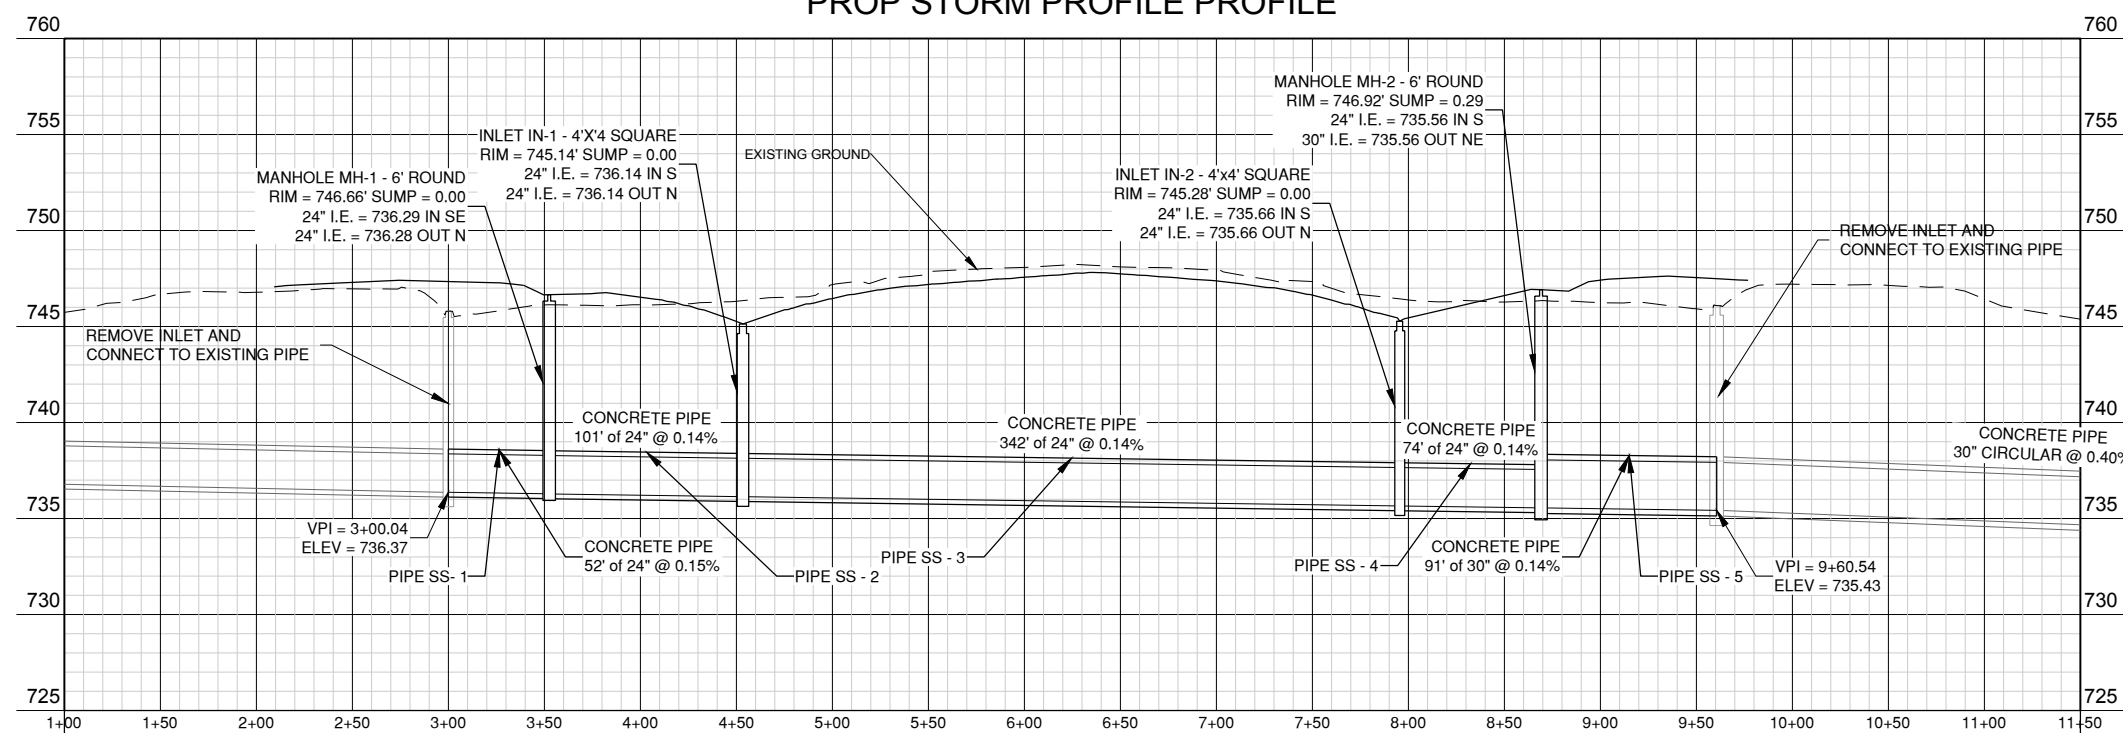 PROP STORM PROFILE PROFILE
760
760
755
755
750
750
745
745
740
740
735
735
730
730
725
725
MANHOLE MH-1 - 6' ROUND
RIM = 746.66' SUMP = 0.00
24" I.E. = 736.29 IN SE
24" I.E. = 736.28 OUT N
INLET IN-1 - 4'X'4 SQUARE
RIM = 745.14' SUMP = 0.00
24" I.E. = 736.14 IN S
24" I.E. = 736.14 OUT N
EXISTING GROUND
INLET IN-2 - 4'x4' SQUARE
RIM = 745.28' SUMP = 0.00
24" I.E. = 735.66 IN S
24" I.E. = 735.66 OUT N
MANHOLE MH-2 - 6' ROUND
RIM = 746.92' SUMP = 0.29
24" I.E. = 735.56 IN S
30" I.E. = 735.56 OUT NE
REMOVE INLET AND
CONNECT TO EXISTING PIPE
REMOVE INLET AND
CONNECT TO EXISTING PIPE
CONCRETE PIPE
101' of 24" @ 0.14%
CONCRETE PIPE
342' of 24" @ 0.14%
CONCRETE PIPE
74' of 24" @ 0.14%
CONCRETE PIPE
30" CIRCULAR @ 0.40%
VPI = 3+00.04
ELEV = 736.37
PIPE SS- 1
CONCRETE PIPE
52' of 24" @ 0.15%
PIPE SS - 2
PIPE SS - 3
PIPE SS - 4
CONCRETE PIPE
91' of 30" @ 0.14%
PIPE SS - 5
VPI = 9+60.54
ELEV = 735.43
1+00 1+50 2+00 2+50 3+00 3+50 4+00 4+50 5+00 5+50 6+00 6+50 7+00 7+50 8+00 8+50 9+00 9+50 10+00 10+50 11+00 11+50